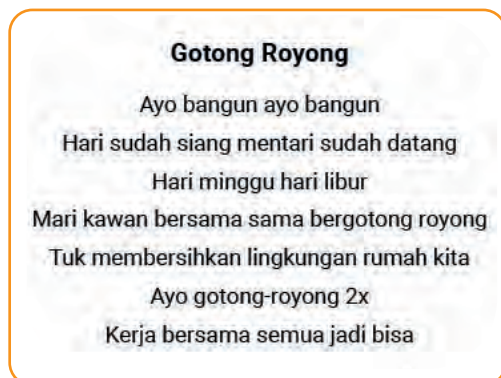 Gotong Royong
Ayo bangun ayo bangun
Hari sudah siang mentari sudah datang
Hari minggu hari libur
Mari kawan bersama sama bergotong royong
Tuk membersihkan lingkungan rumah kita
Ayo gotong-royong 2x
Kerja bersama semua jadi bisa